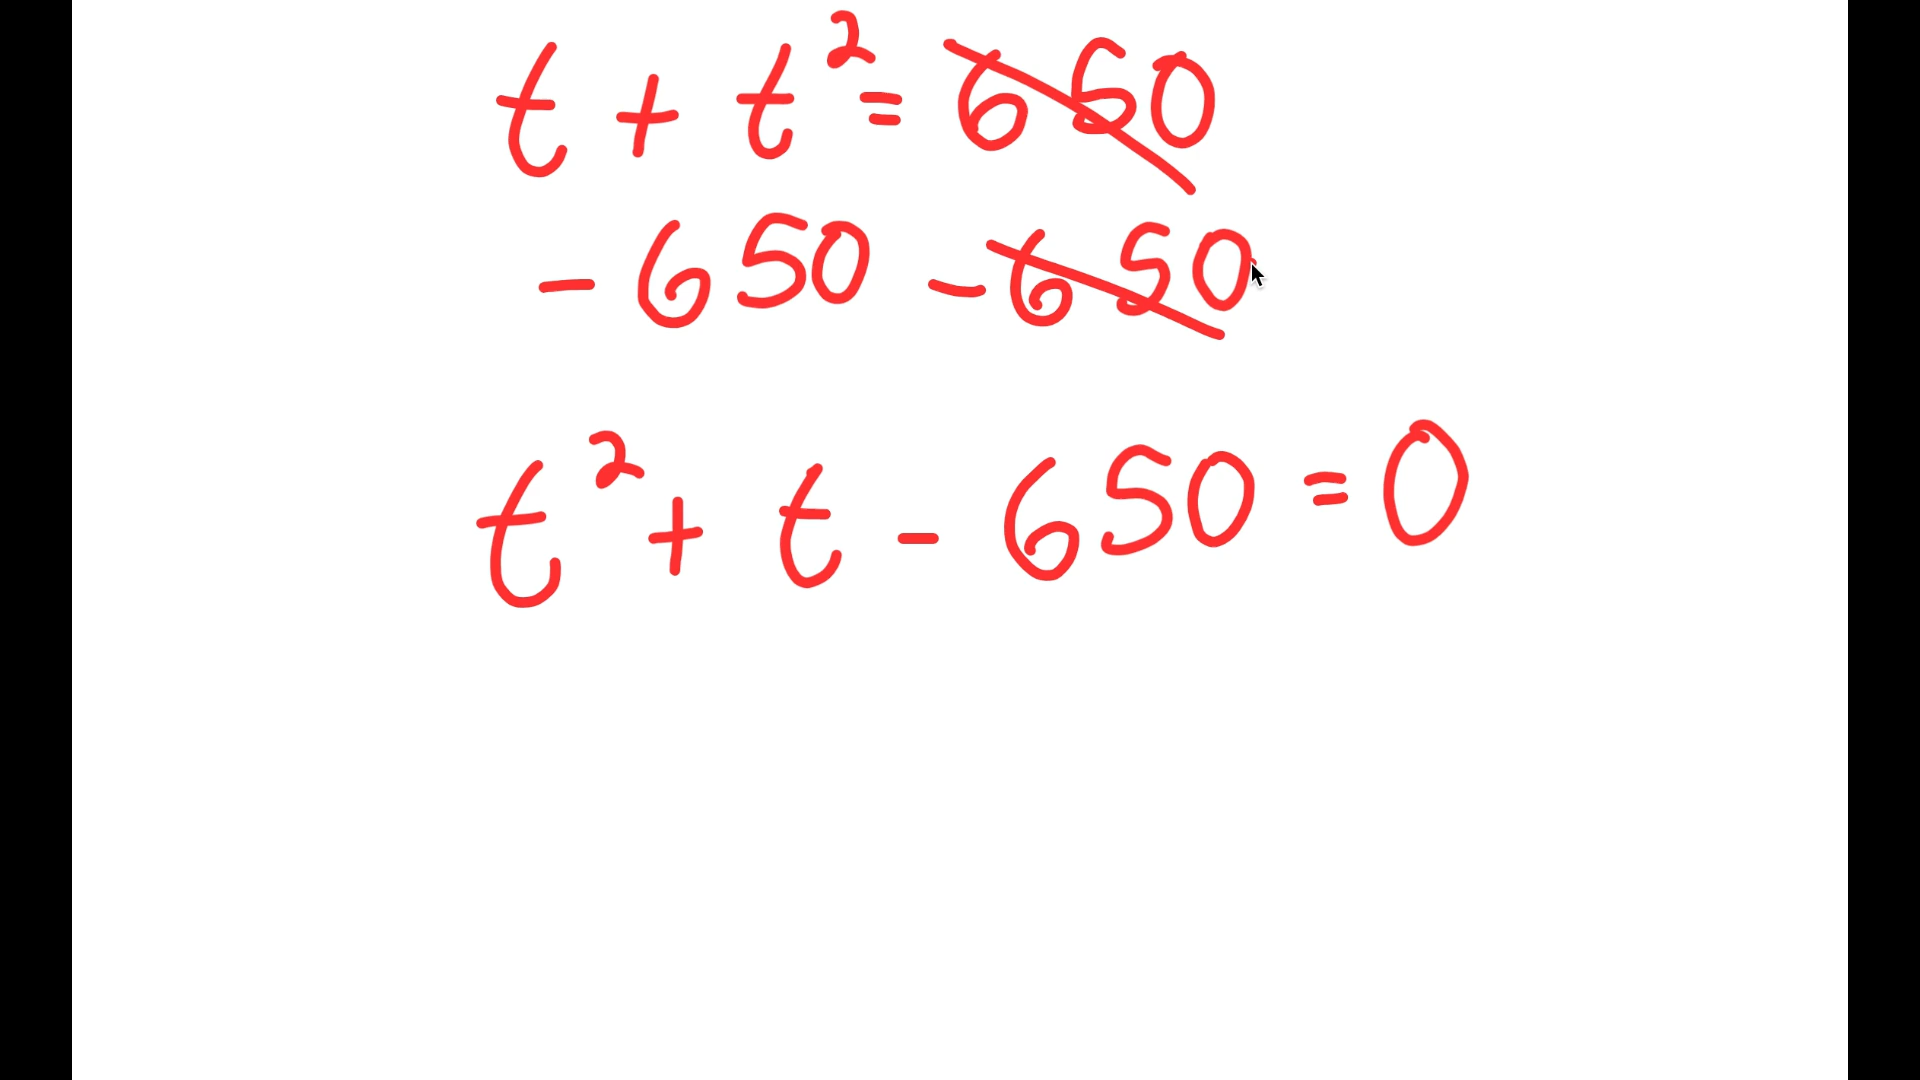 t + t² = 650
- 650 - 650
t² + t - 650 = 0